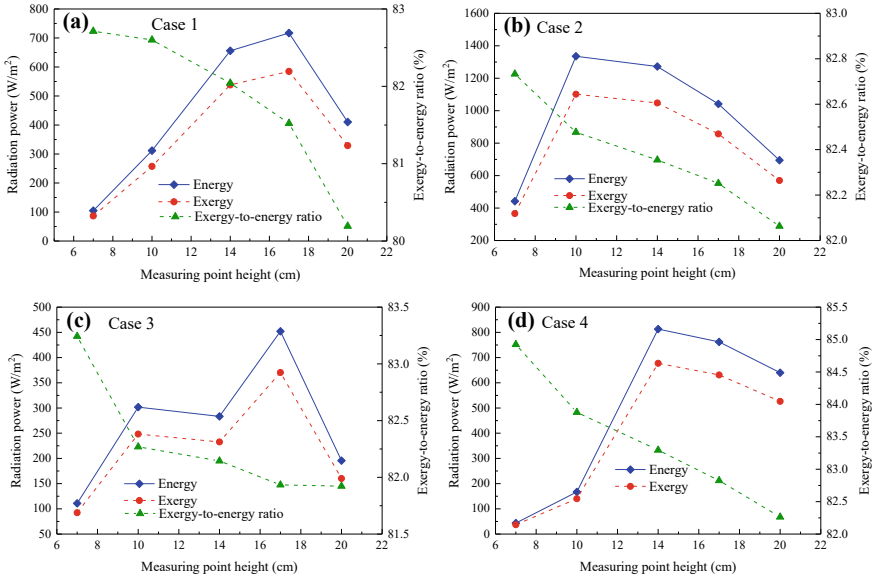 (a) Case 1
Radiation power (W/m²)
800
700
600
500
400
300
200
100
0
83
82
81
80
Exergy-to-energy ratio (%)
Energy
Exergy
Exergy-to-energy ratio
6 8 10 12 14 16 18 20 22
Measuring point height (cm)
(b) Case 2
Radiation power (W/m²)
1600
1400
1200
1000
800
600
400
200
83.0
82.8
82.6
82.4
82.2
82.0
Exergy-to-energy ratio (%)
Energy
Exergy
Exergy-to-energy ratio
6 8 10 12 14 16 18 20 22
Measuring point height (cm)
(c) Case 3
Radiation power (W/m²)
500
450
400
350
300
250
200
150
100
50
83.5
83.0
82.5
82.0
81.5
Exergy-to-energy ratio (%)
Energy
Exergy
Exergy-to-energy ratio
6 8 10 12 14 16 18 20 22
Measuring point height (cm)
(d) Case 4
Radiation power (W/m²)
900
800
700
600
500
400
300
200
100
0
85.5
85.0
84.5
84.0
83.5
83.0
82.5
82.0
Exergy-to-energy ratio (%)
Energy
Exergy
6 8 10 12 14 16 18 20 22
Measuring point height (cm)